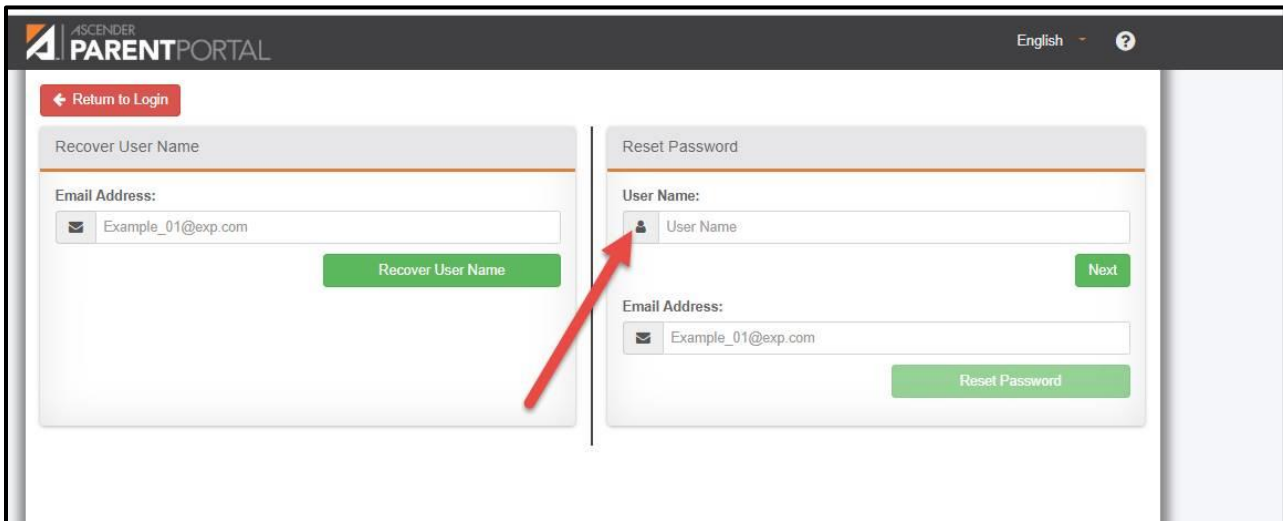 ASCENDER
PARENTPORTAL
English
?
Return to Login
Recover User Name
Email Address:
Example_01@exp.com
Recover User Name
Reset Password
User Name:
User Name
Next
Email Address:
Example_01@exp.com
Reset Password